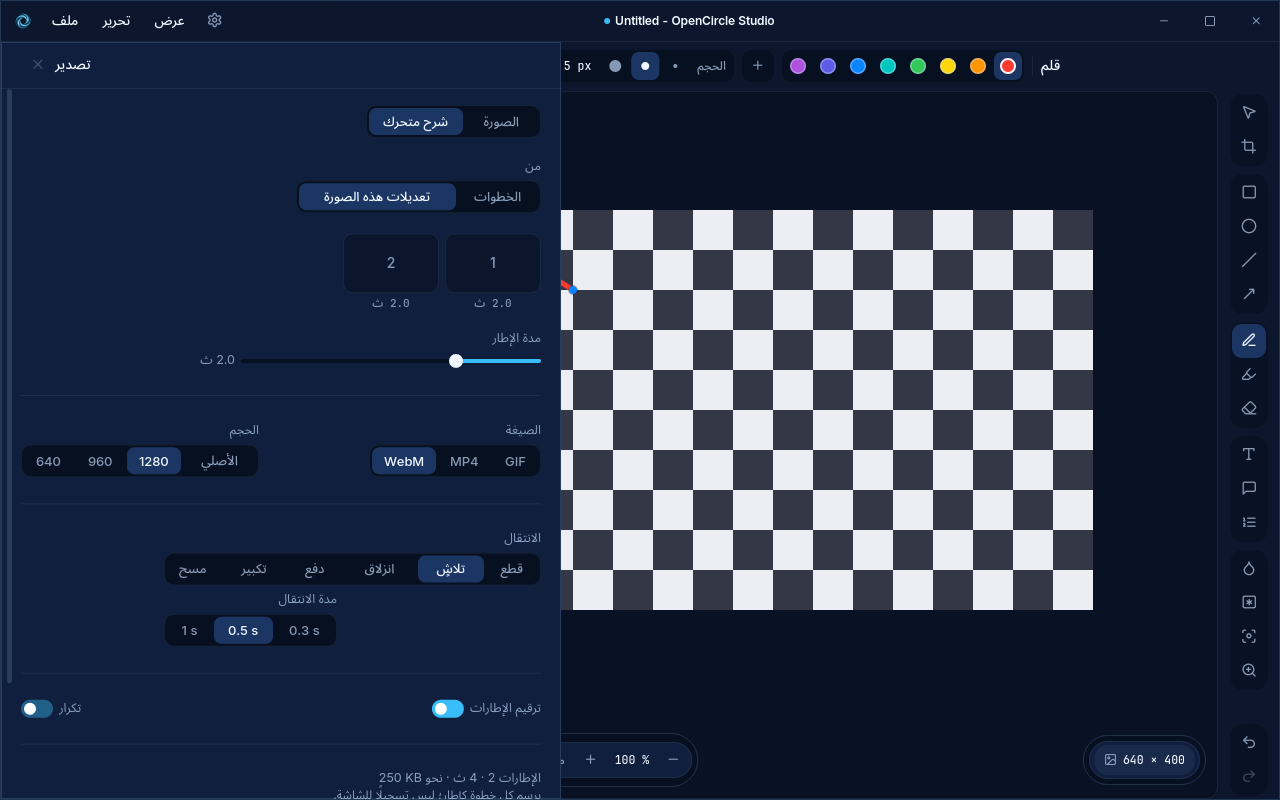 ملف
تحرير
عرض
Untitled - OpenCircle Studio
قلم
الحجم
5 px
تصدير
الصورة
شرح متحرك
من
الخطوات
تعديلات هذه الصورة
1
2
2.0 ث
2.0 ث
مدة الإطار
2.0 ث
الصيغة
GIF
MP4
WebM
الحجم
الأصلي
1280
960
640
الانتقال
قطع
تلاشٍ
انزلاق
دفع
تكبير
مسح
مدة الانتقال
0.3 s
0.5 s
1 s
ترقيم الإطارات
تكرار
الإطارات 2 · 4 ث · نحو 250 KB
يرسم كل خطوة كإطار؛ ليس تسجيلًا للشاشة.
100 %
640 × 400